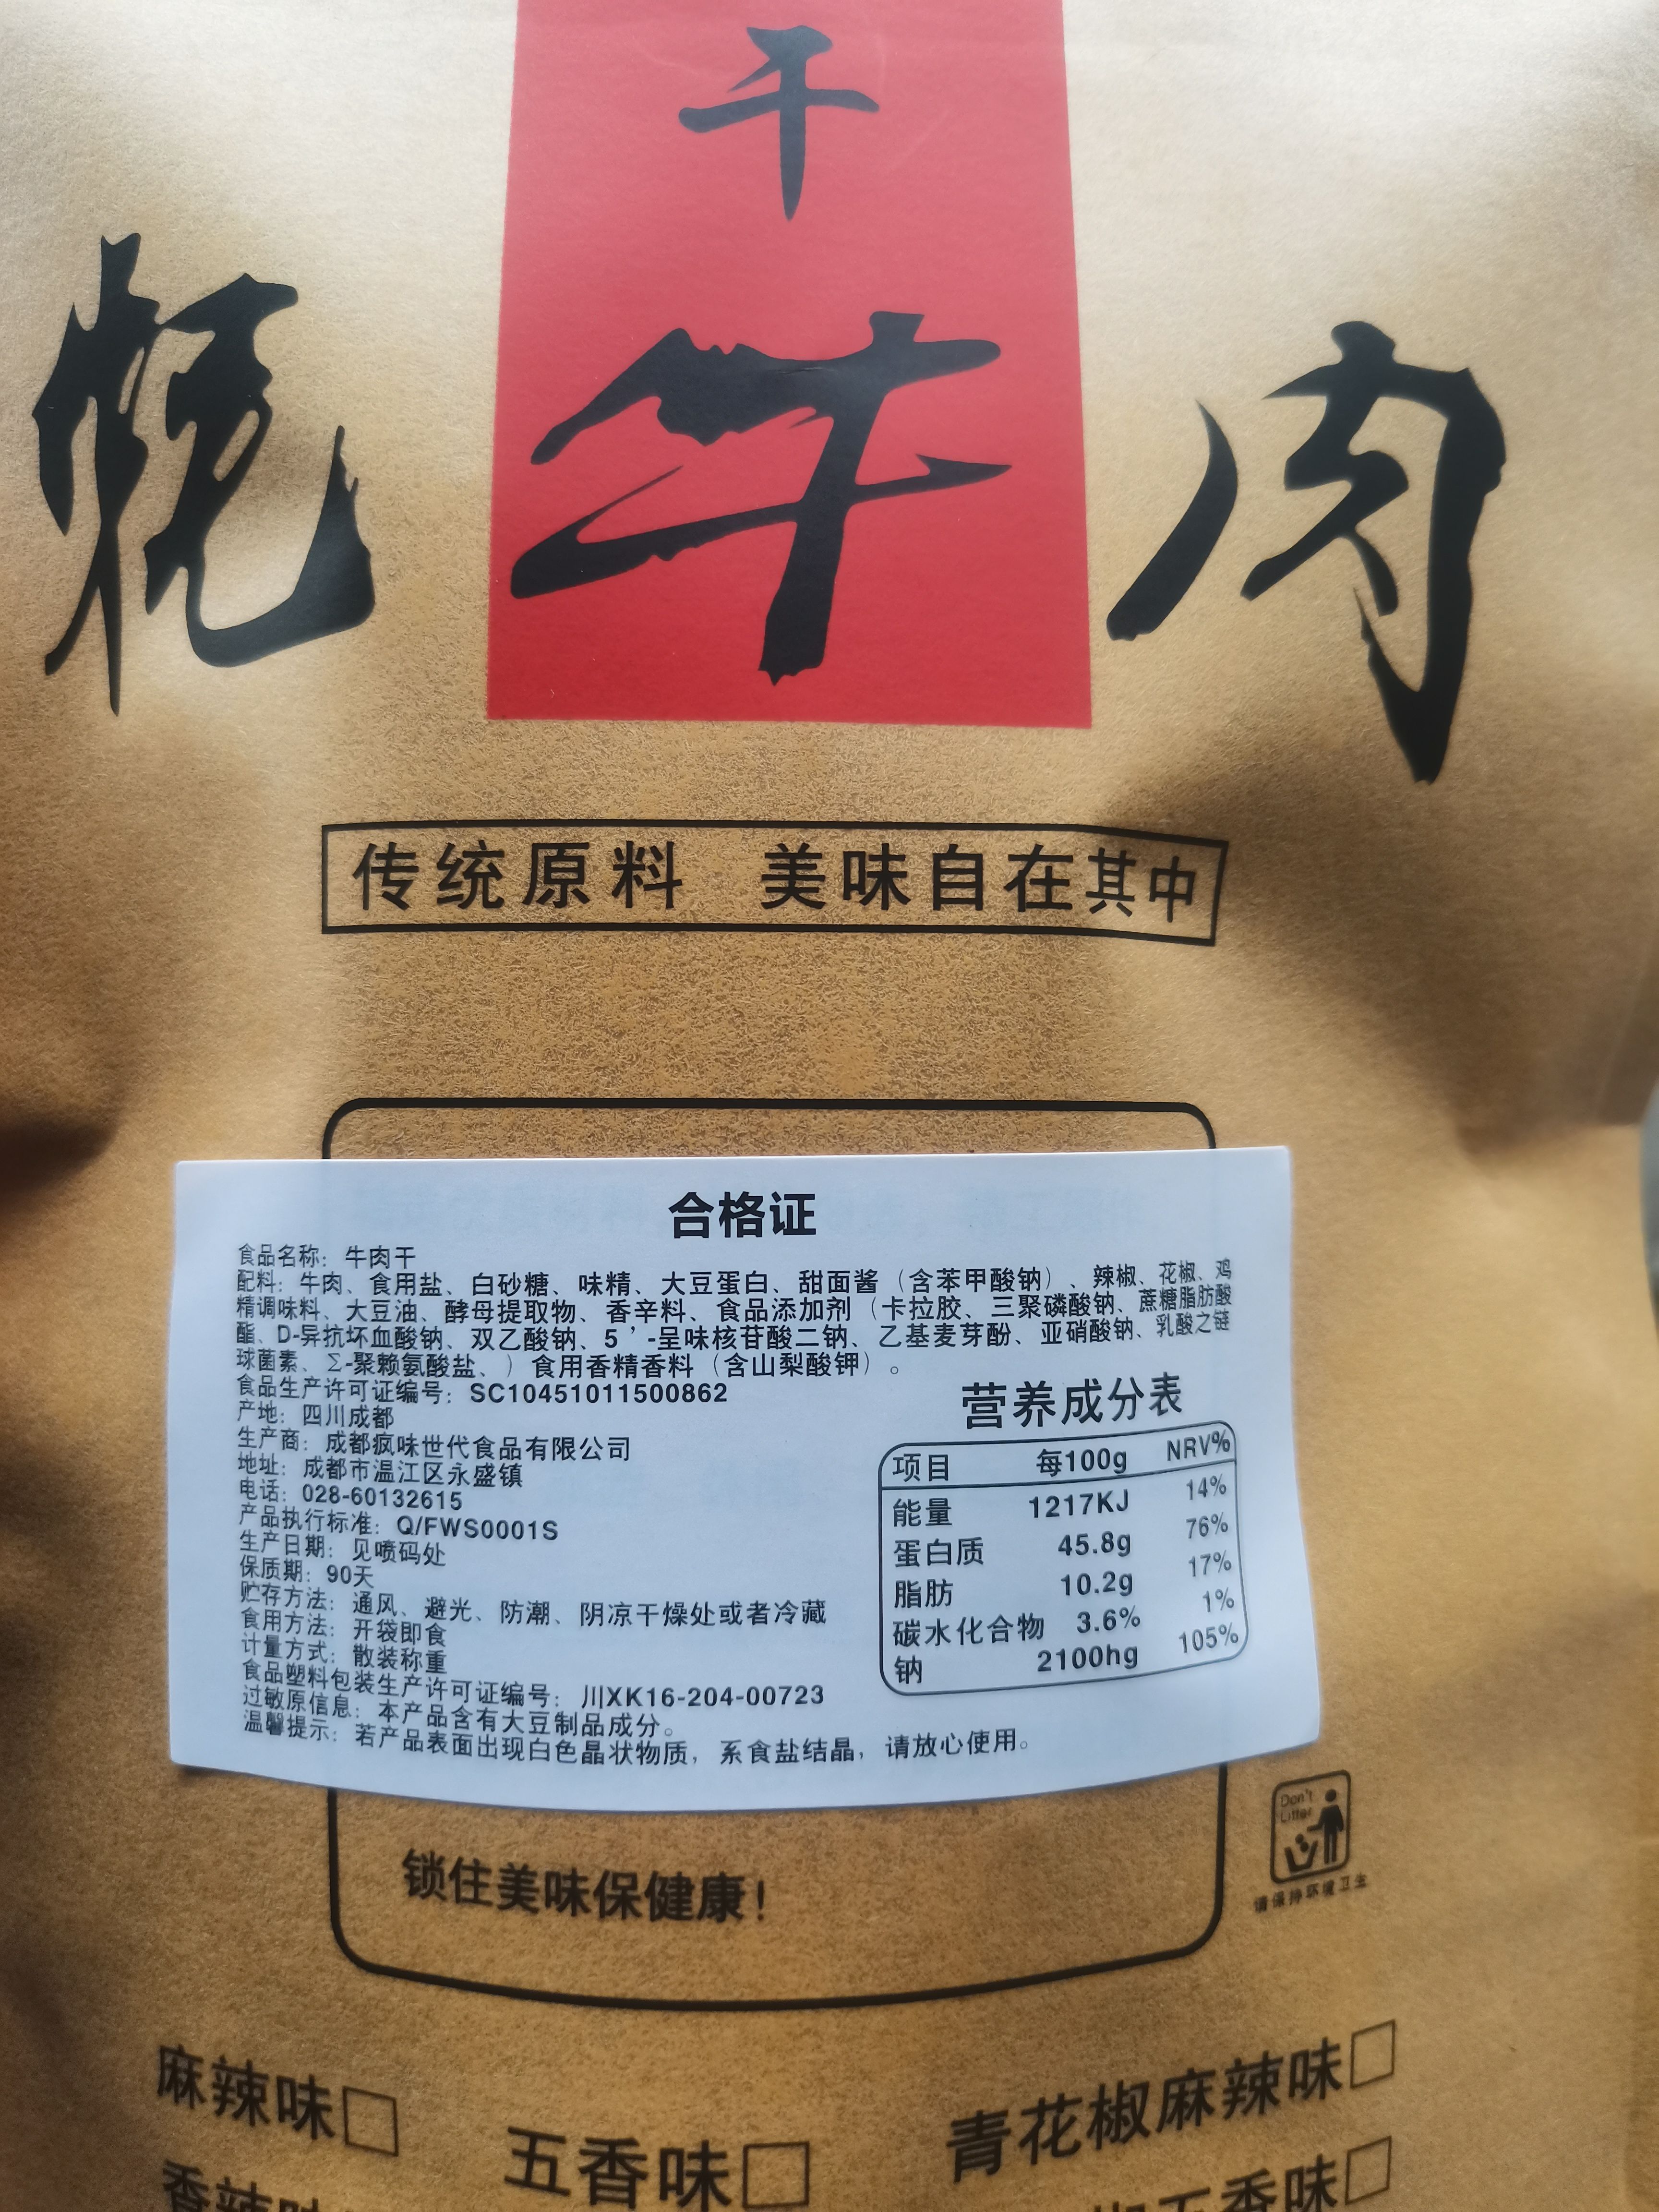 干
牦牛肉
传统原料 美味自在其中
合格证
食品名称：牛肉干
配料：牛肉、食用盐、白砂糖、味精、大豆蛋白、甜面酱（含苯甲酸钠）、辣椒、花椒、鸡
精调味料、大豆油、酵母提取物、香辛料、食品添加剂（卡拉胶、三聚磷酸钠、蔗糖脂肪酸
酯、D-异抗坏血酸钠、双乙酸钠、5＇-呈味核苷酸二钠、乙基麦芽酚、亚硝酸钠、乳酸之链
球菌素、Σ-聚赖氨酸盐、）食用香精香料（含山梨酸钾）。
食品生产许可证编号：SC10451011500862
产地：四川成都
生产商：成都疯味世代食品有限公司
地址：成都市温江区永盛镇
电话：028-60132615
产品执行标准：Q/FWS0001S
生产日期：见喷码处
保质期：90天
贮存方法：通风、避光、防潮、阴凉干燥处或者冷藏
食用方法：开袋即食
计量方式：散装称重
食品塑料包装生产许可证编号：川XK16-204-00723
过敏原信息：本产品含有大豆制品成分。
温馨提示：若产品表面出现白色晶状物质，系食盐结晶，请放心使用。
营养成分表
项目 每100g NRV%
能量 1217KJ 14%
蛋白质 45.8g 76%
脂肪 10.2g 17%
碳水化合物 3.6% 1%
钠 2100hg 105%
锁住美味保健康！
Don't
Litter
请保持环境卫生
麻辣味□
五香味□
青花椒麻辣味□
香辣味
椒五香味□